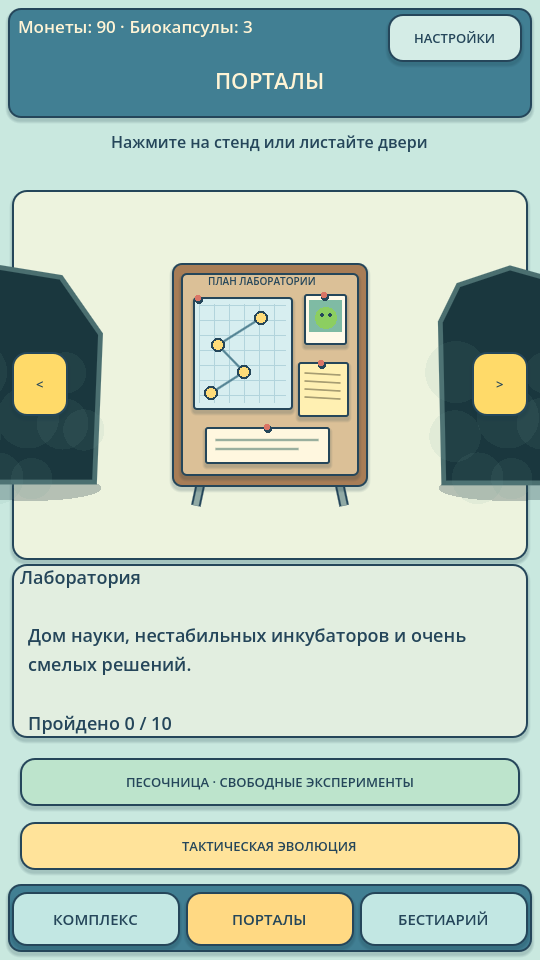 Монеты: 90 · Биокапсулы: 3
НАСТРОЙКИ
ПОРТАЛЫ
Нажмите на стенд или листайте двери
ПЛАН ЛАБОРАТОРИИ
<
>
Лаборатория
Дом науки, нестабильных инкубаторов и очень
смелых решений.
Пройдено 0 / 10
ПЕСОЧНИЦА · СВОБОДНЫЕ ЭКСПЕРИМЕНТЫ
ТАКТИЧЕСКАЯ ЭВОЛЮЦИЯ
КОМПЛЕКС
ПОРТАЛЫ
БЕСТИАРИЙ